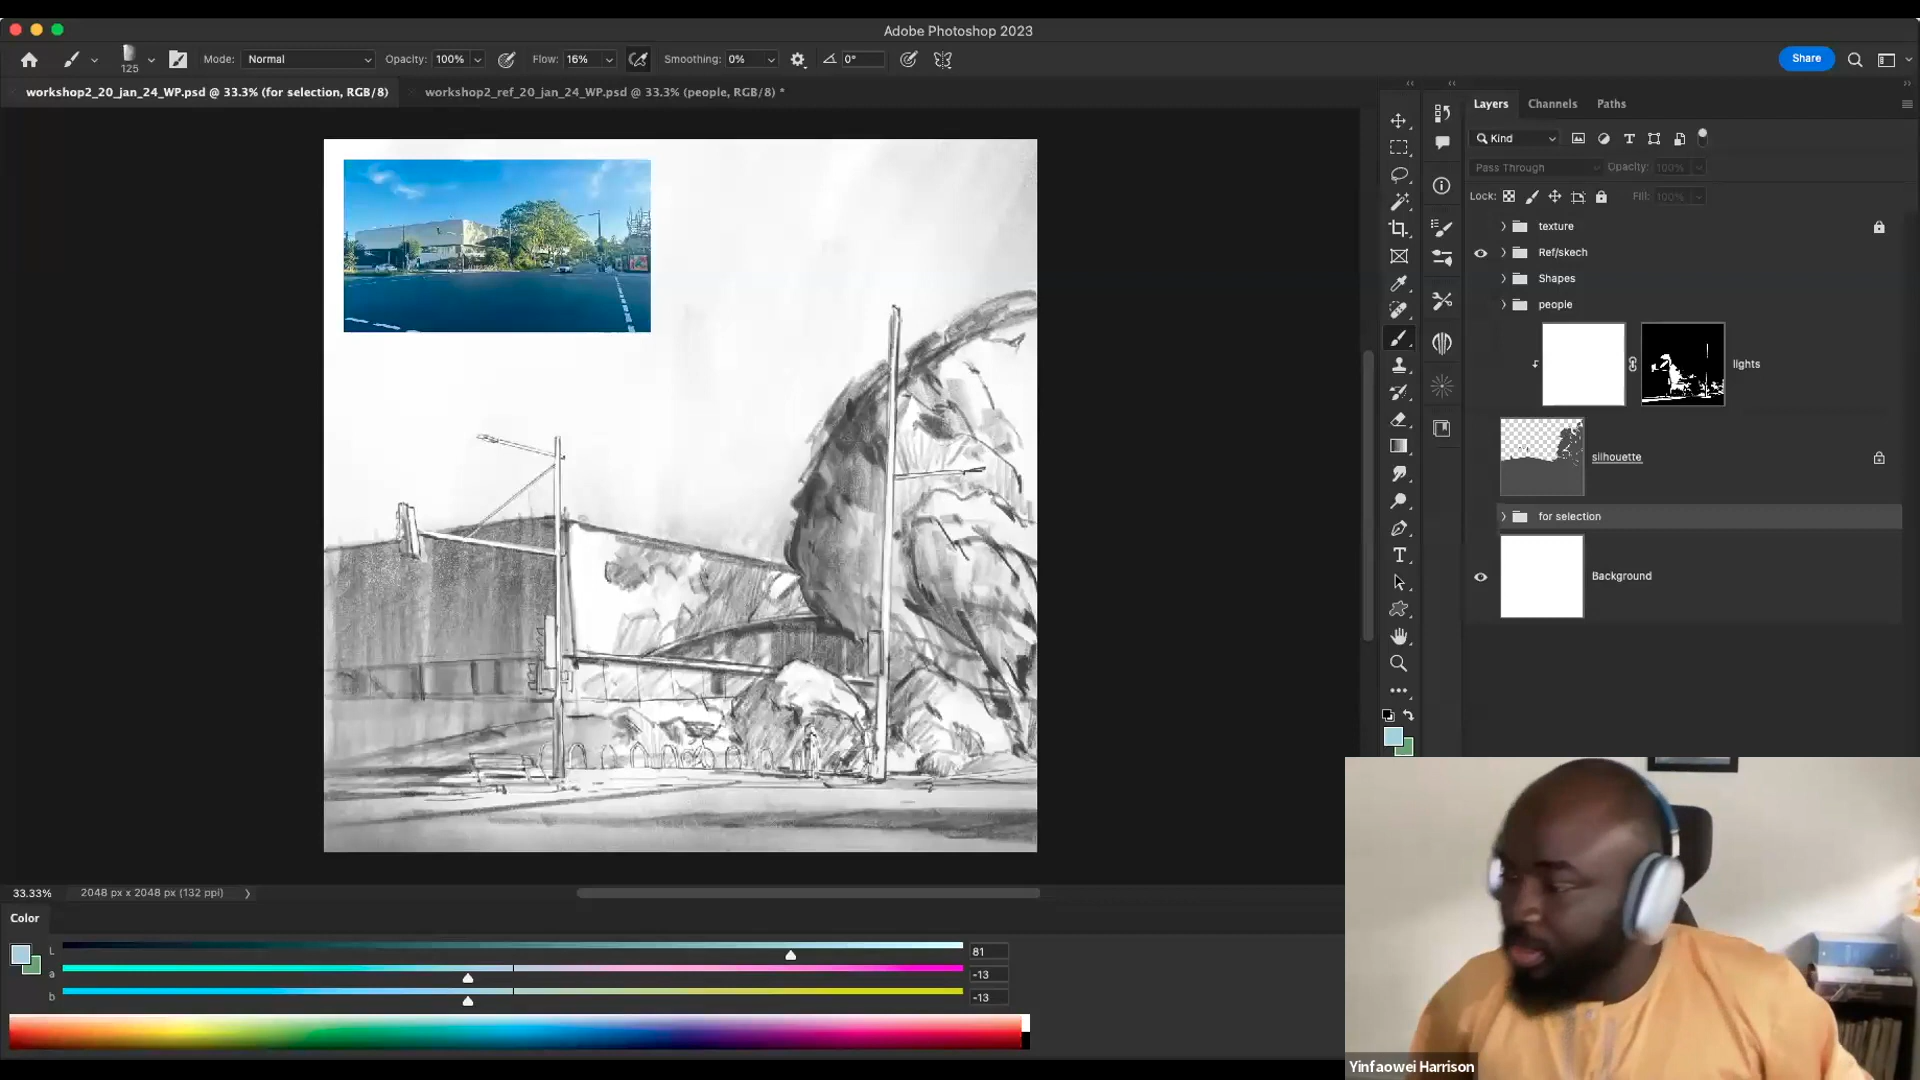 Adobe Photoshop 2023
125
Mode: Normal
Opacity: 100%
Flow: 16%
Smoothing: 0%
0°
Share
workshop2_20_jan_24_WP.psd @ 33.3% (for selection, RGB/8)
workshop2_ref_20_jan_24_WP.psd @ 33.3% (people, RGB/8) *
Layers
Channels
Paths
Kind
Pass Through
Opacity: 100%
Lock:
Fill: 100%
texture
Ref/skech
Shapes
people
lights
silhouette
for selection
Background
33.33%
2048 px x 2048 px (132 ppi)
Color
L
81
a
-13
b
-13
Yinfaowei Harrison